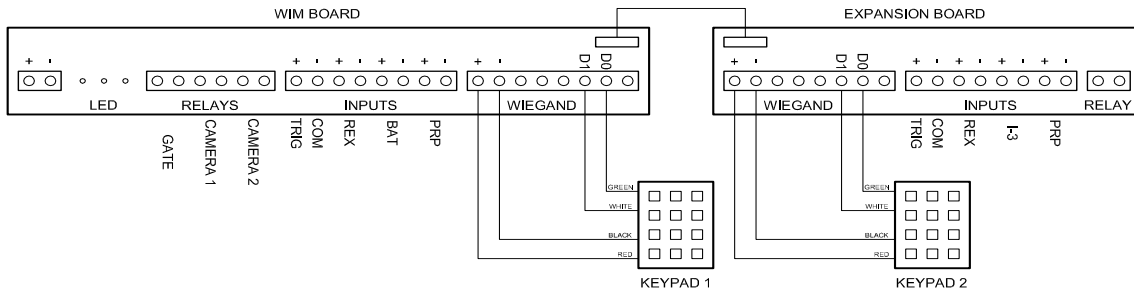 WIM BOARD
EXPANSION BOARD
+ - + - + - + - + - + - D1 D0
+ - D1 D0 + - + - + - + -
LED RELAYS INPUTS WIEGAND
WIEGAND INPUTS RELAY
GATE
CAMERA 1
CAMERA 2
TRIG
COM
REX
BAT
PRP
TRIG
COM
REX
I-3
PRP
GREEN
WHITE
BLACK
RED
GREEN
WHITE
BLACK
RED
KEYPAD 1
KEYPAD 2